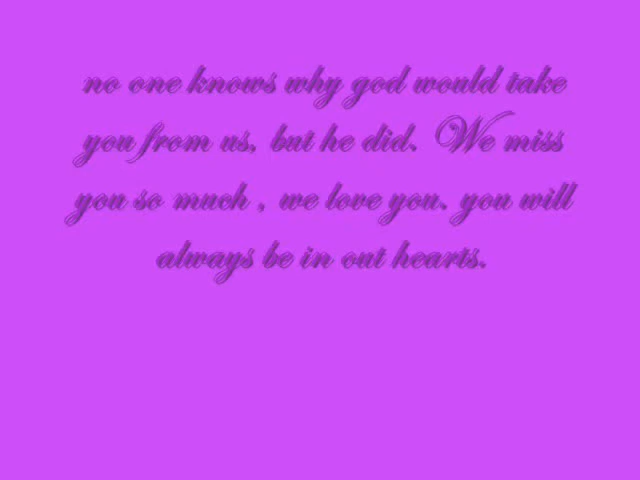 no one knows why god would take
you from us, but he did. We miss
you so much , we love you. you will
always be in out hearts.